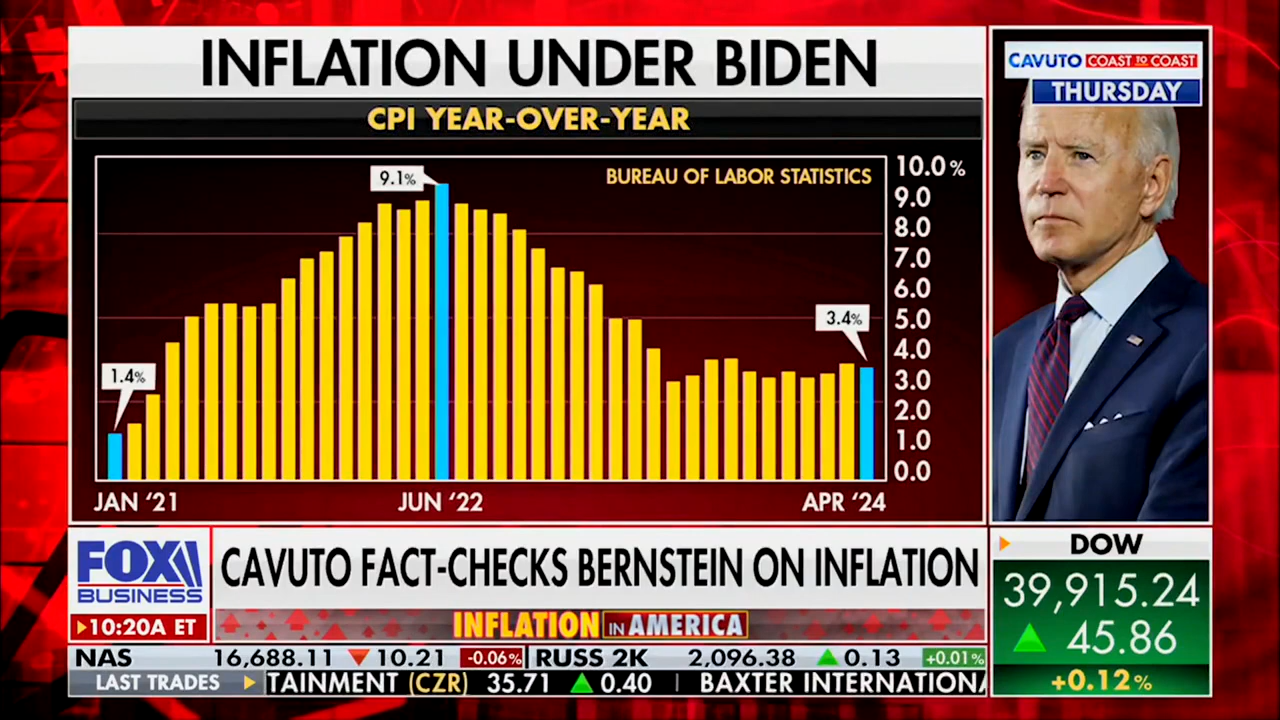 INFLATION UNDER BIDEN
CPI YEAR-OVER-YEAR
BUREAU OF LABOR STATISTICS
9.1%
1.4%
3.4%
10.0%
9.0
8.0
7.0
6.0
5.0
4.0
3.0
2.0
1.0
0.0
JAN '21
JUN '22
APR '24
CAVUTO COAST TO COAST
THURSDAY
FOX
BUSINESS
10:20A ET
CAVUTO FACT-CHECKS BERNSTEIN ON INFLATION
INFLATION IN AMERICA
DOW
39,915.24
45.86
+0.12%
NAS 16,688.11 10.21 -0.06% RUSS 2K 2,096.38 0.13 +0.01%
LAST TRADES TAINMENT (CZR) 35.71 0.40 | BAXTER INTERNATIONA